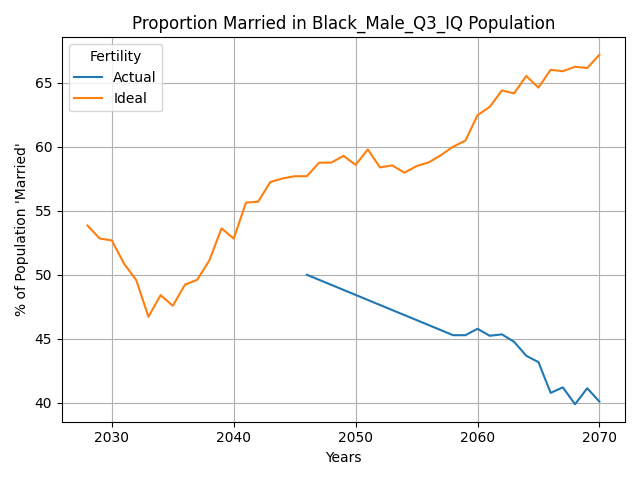 Proportion Married in Black_Male_Q3_IQ Population
Fertility
Actual
Ideal
% of Population 'Married'
65
60
55
50
45
40
2030 2040 2050 2060 2070
Years